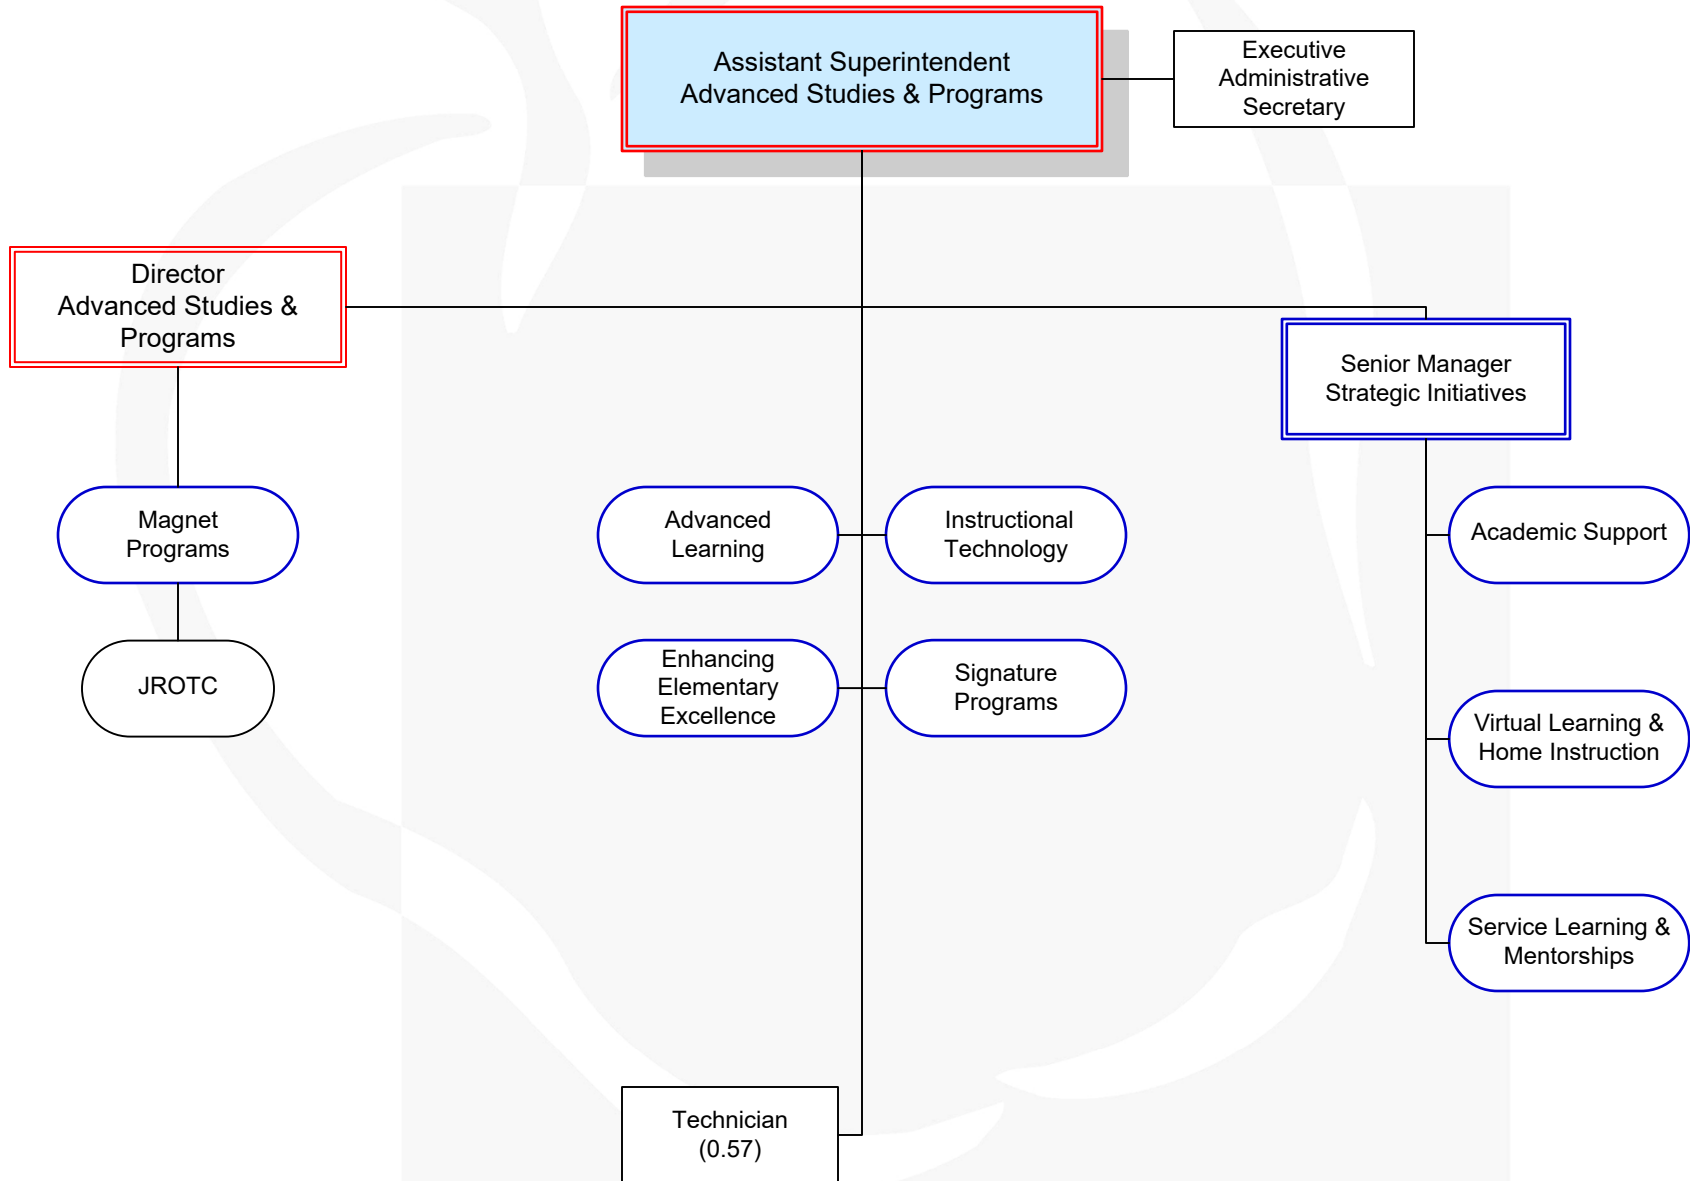 Assistant Superintendent
Advanced Studies & Programs
Executive
Administrative
Secretary
Director
Advanced Studies &
Programs
Senior Manager
Strategic Initiatives
Magnet
Programs
Advanced
Learning
Instructional
Technology
Academic Support
JROTC
Enhancing
Elementary
Excellence
Signature
Programs
Virtual Learning &
Home Instruction
Service Learning &
Mentorships
Technician
(0.57)